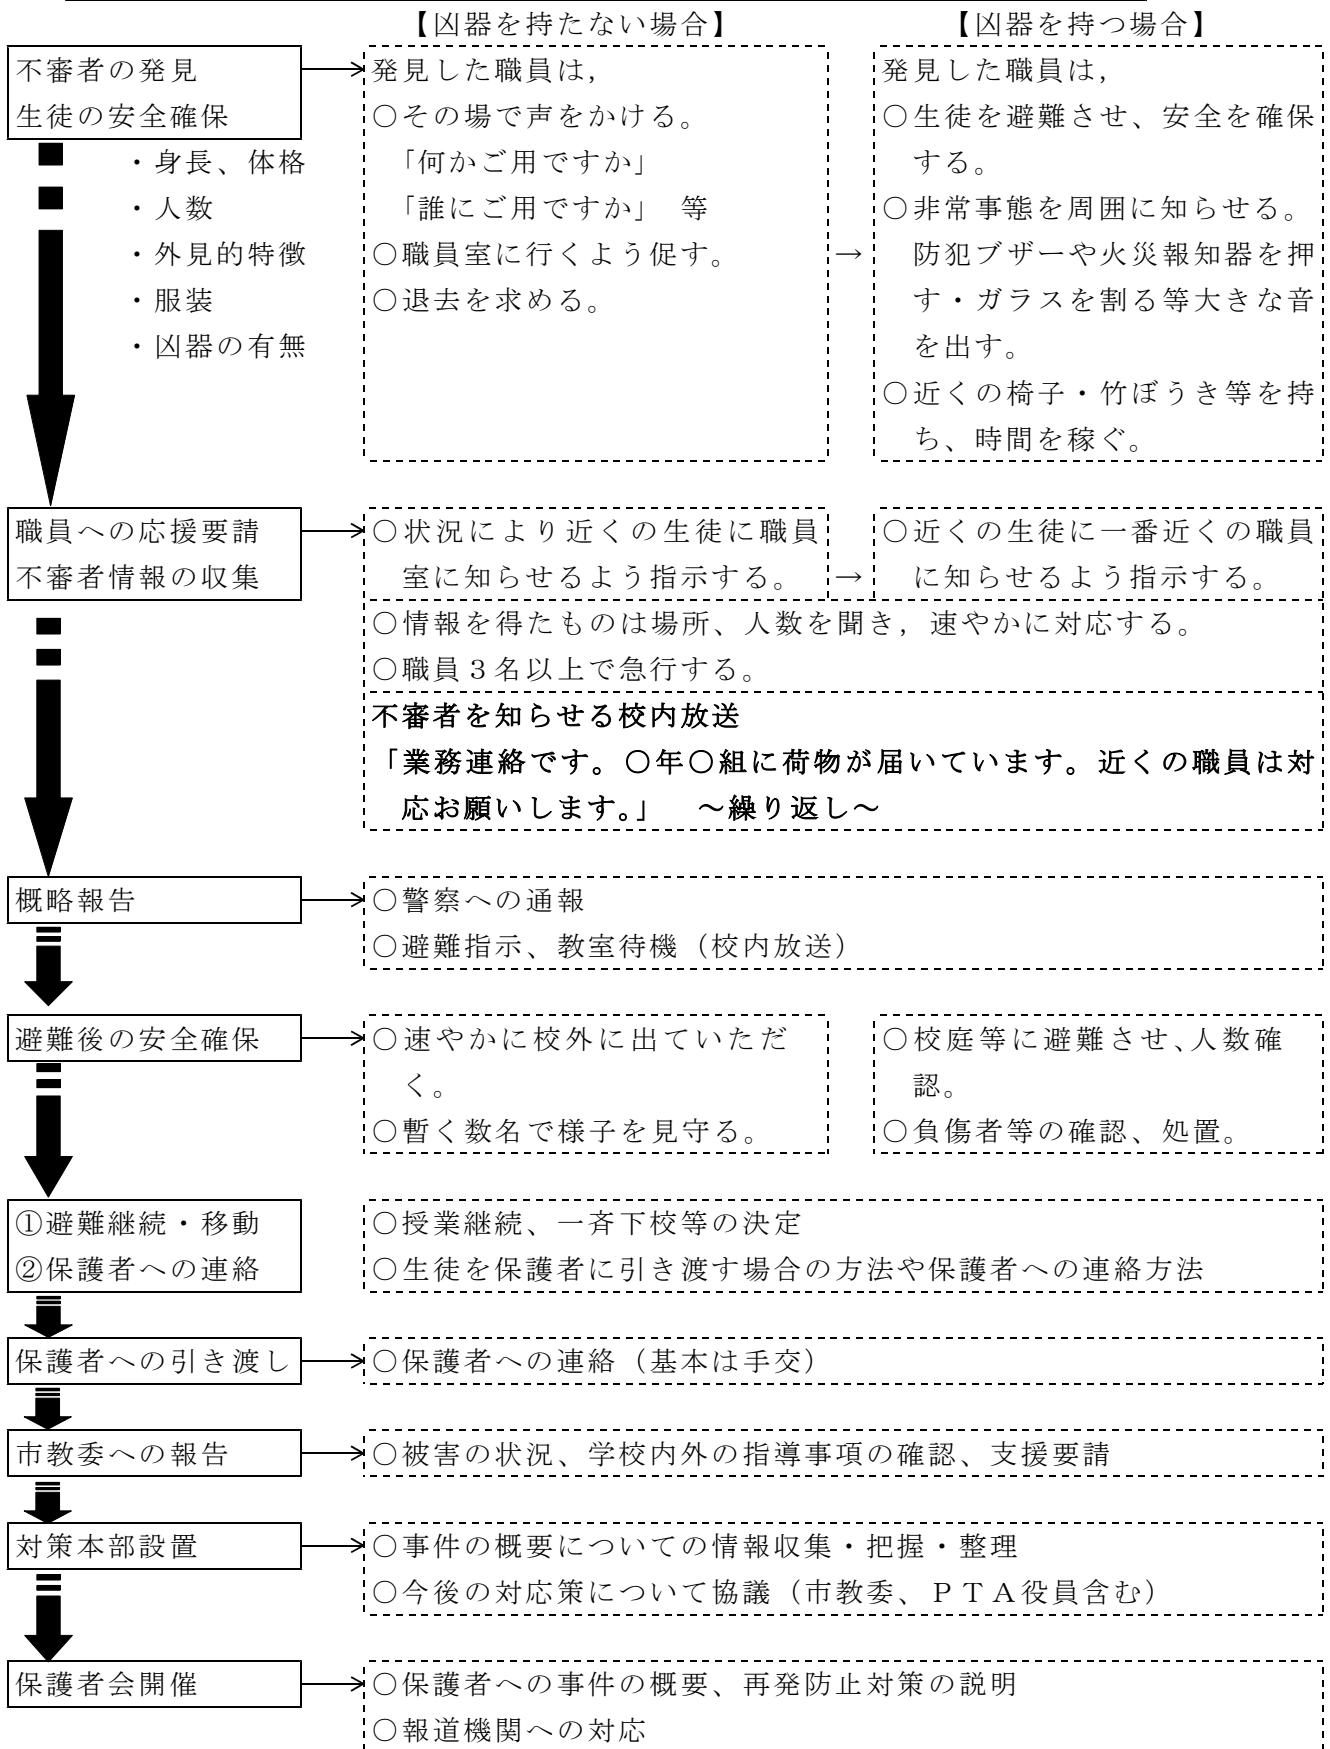 【凶器を持たない場合】
【凶器を持つ場合】
不審者の発見
生徒の安全確保
・身長、体格
・人数
・外見的特徴
・服装
・凶器の有無
発見した職員は，
○その場で声をかける。
「何かご用ですか」
「誰にご用ですか」 等
○職員室に行くよう促す。
○退去を求める。
→
発見した職員は，
○生徒を避難させ、安全を確保
する。
○非常事態を周囲に知らせる。
防犯ブザーや火災報知器を押
す・ガラスを割る等大きな音
を出す。
○近くの椅子・竹ぼうき等を持
ち、時間を稼ぐ。
職員への応援要請
不審者情報の収集
○状況により近くの生徒に職員
室に知らせるよう指示する。
→
○近くの生徒に一番近くの職員
に知らせるよう指示する。
○情報を得たものは場所、人数を聞き，速やかに対応する。
○職員３名以上で急行する。
不審者を知らせる校内放送
「業務連絡です。○年○組に荷物が届いています。近くの職員は対
応お願いします。」 ～繰り返し～
概略報告
○警察への通報
○避難指示、教室待機（校内放送）
避難後の安全確保
○速やかに校外に出ていただ
く。
○暫く数名で様子を見守る。
○校庭等に避難させ、人数確
認。
○負傷者等の確認、処置。
①避難継続・移動
②保護者への連絡
○授業継続、一斉下校等の決定
○生徒を保護者に引き渡す場合の方法や保護者への連絡方法
保護者への引き渡し
○保護者への連絡（基本は手交）
市教委への報告
○被害の状況、学校内外の指導事項の確認、支援要請
対策本部設置
○事件の概要についての情報収集・把握・整理
○今後の対応策について協議（市教委、ＰＴＡ役員含む）
保護者会開催
○保護者への事件の概要、再発防止対策の説明
○報道機関への対応